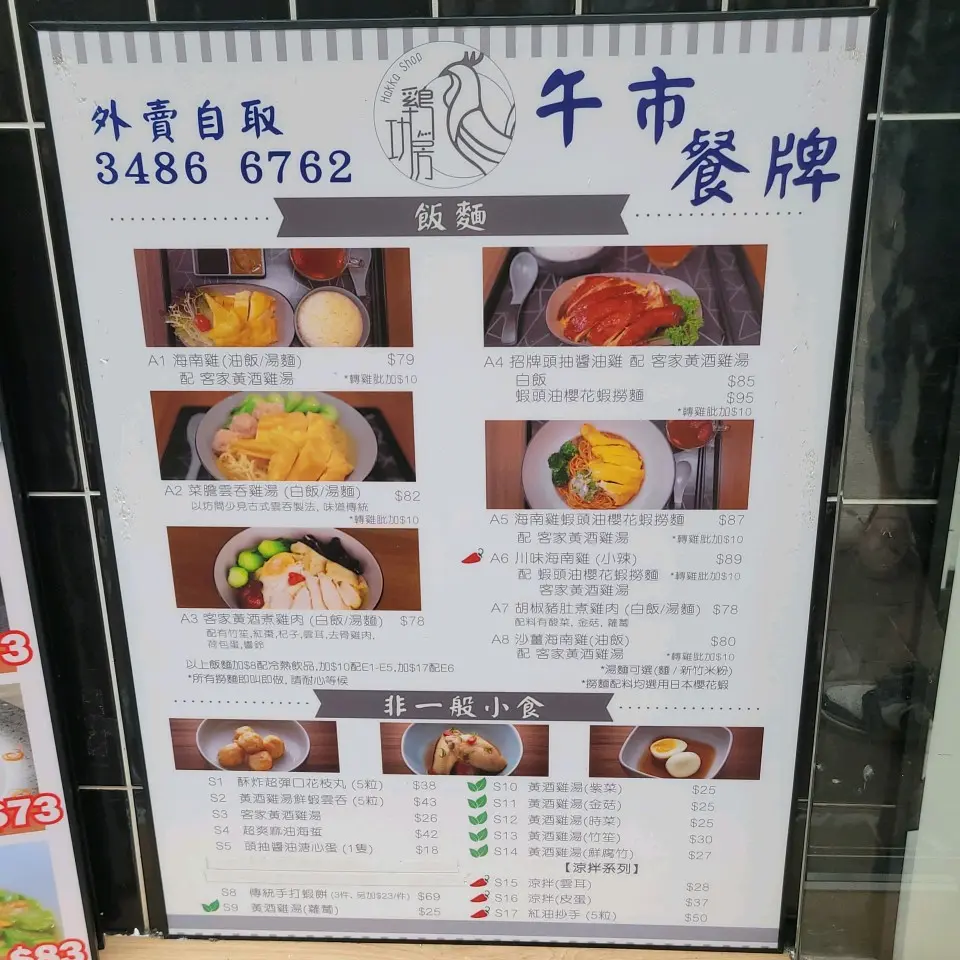 外賣自取
3486 6762
Hakka Shop
雞功房
午市
餐牌
飯麵
A1 海南雞(油飯/湯麵) $79
配 客家黃酒雞湯 *轉雞髀加$10
A2 菜膽雲吞雞湯 (白飯/湯麵) $82
以坊間少見古式雲吞製法, 味道傳統
*轉雞髀加$10
A3 客家黃酒煮雞肉 (白飯/湯麵) $78
配有竹笙,紅棗,杞子,雲耳,去骨雞肉,
荷包蛋,響鈴
以上飯麵加$8配冷熱飲品,加$10配E1-E5,加$17配E6
*所有撈麵即叫即做, 請耐心等候
A4 招牌頭抽醬油雞 配 客家黃酒雞湯
白飯 $85
蝦頭油櫻花蝦撈麵 $95
*轉雞髀加$10
A5 海南雞蝦頭油櫻花蝦撈麵 $87
配 客家黃酒雞湯 *轉雞髀加$10
A6 川味海南雞 (小辣) $89
配 蝦頭油櫻花蝦撈麵 *轉雞髀加$10
客家黃酒雞湯
A7 胡椒豬肚煮雞肉 (白飯/湯麵) $78
配料有酸菜, 金菇, 蘿蔔
A8 沙薑海南雞(油飯) $80
配 客家黃酒雞湯 *轉雞髀加$10
*湯麵可選(麵 / 新竹米粉)
*撈麵配料均選用日本櫻花蝦
非一般小食
S1 酥炸超彈口花枝丸 (5粒) $38
S2 黃酒雞湯鮮蝦雲吞 (5粒) $43
S3 客家黃酒雞湯 $26
S4 超爽麻油海蜇 $42
S5 頭抽醬油溏心蛋 (1隻) $18
S8 傳統手打蝦餅 (3件, 另加$23/件) $69
S9 黃酒雞湯(蘿蔔) $25
S10 黃酒雞湯(紫菜) $25
S11 黃酒雞湯(金菇) $25
S12 黃酒雞湯(時菜) $25
S13 黃酒雞湯(竹笙) $30
S14 黃酒雞湯(鮮腐竹) $27
【涼拌系列】
S15 涼拌(雲耳) $28
S16 涼拌(皮蛋) $37
S17 紅油抄手 (5粒) $50
3
$73
$83